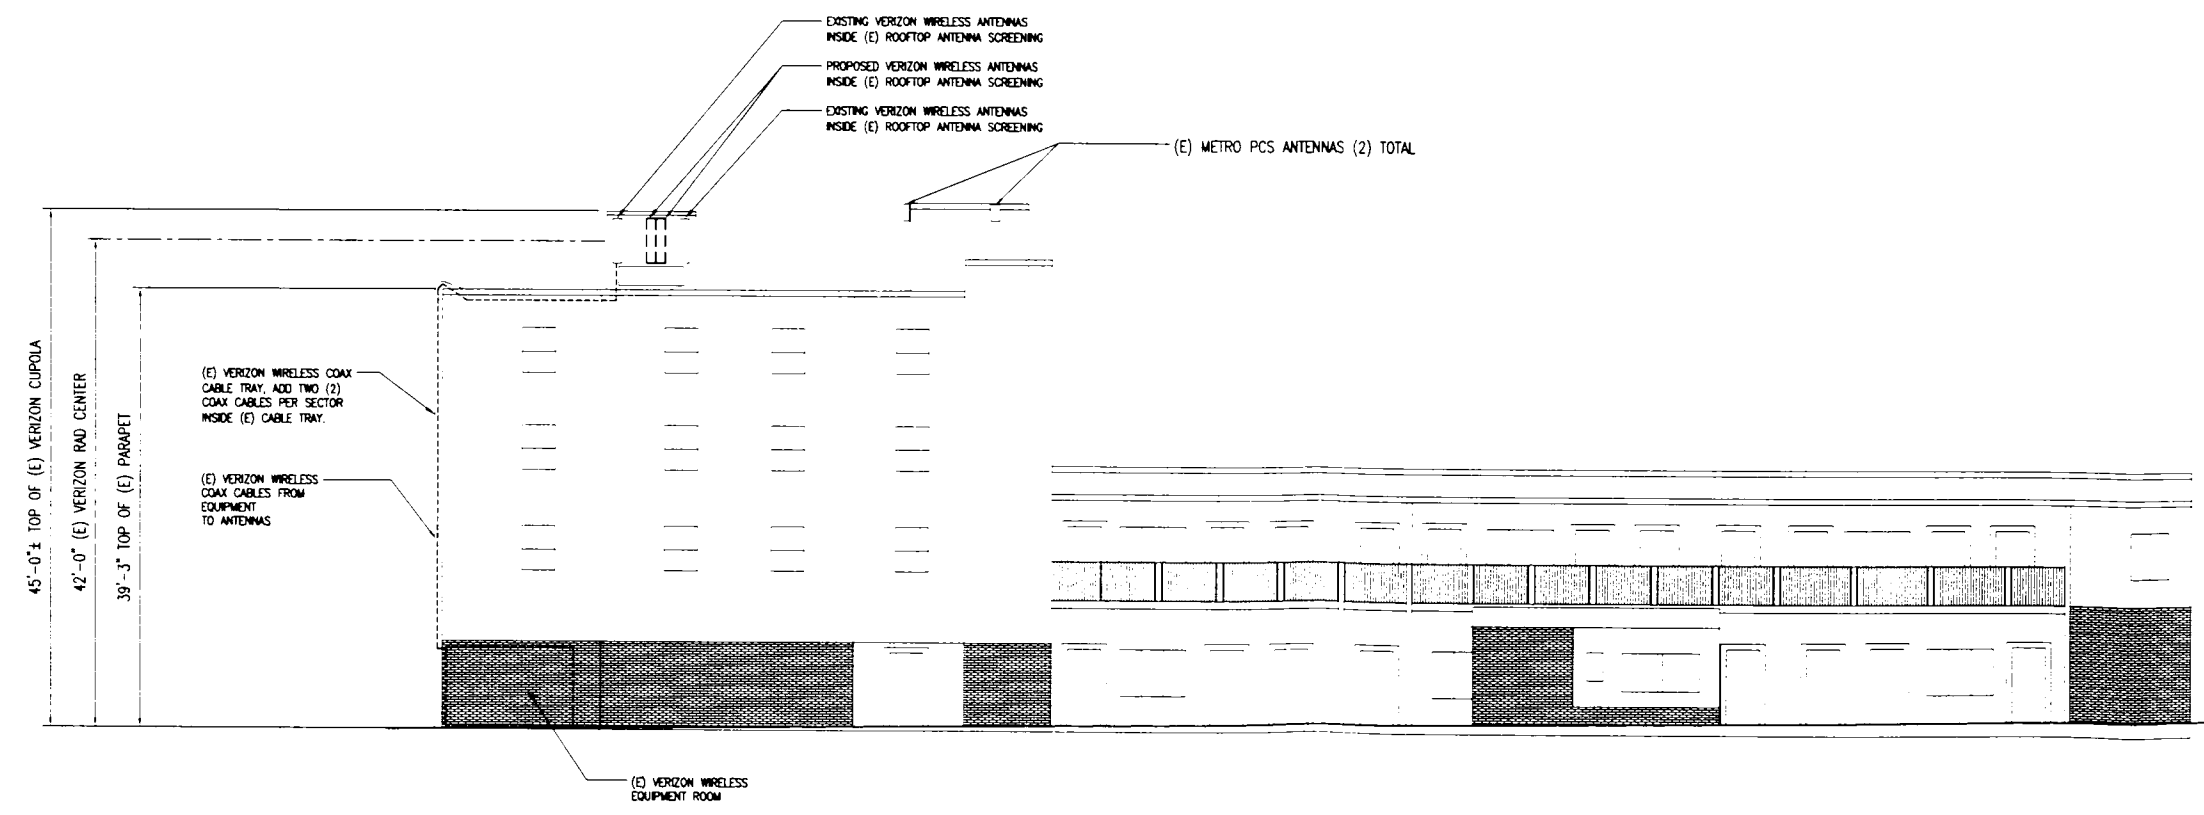 EXISTING VERIZON WIRELESS ANTENNAS
INSIDE (E) ROOFTOP ANTENNA SCREENING
PROPOSED VERIZON WIRELESS ANTENNAS
INSIDE (E) ROOFTOP ANTENNA SCREENING
EXISTING VERIZON WIRELESS ANTENNAS
INSIDE (E) ROOFTOP ANTENNA SCREENING
(E) METRO PCS ANTENNAS (2) TOTAL
45'-0"± TOP OF (E) VERIZON CUPOLA
42'-0" (E) VERIZON RAD CENTER
39'-3" TOP OF (E) PARAPET
(E) VERIZON WIRELESS COAX
CABLE TRAY, ADD TWO (2)
COAX CABLES PER SECTOR
INSIDE (E) CABLE TRAY.
(E) VERIZON WIRELESS
COAX CABLES FROM
EQUIPMENT
TO ANTENNAS
(E) VERIZON WIRELESS
EQUIPMENT ROOM